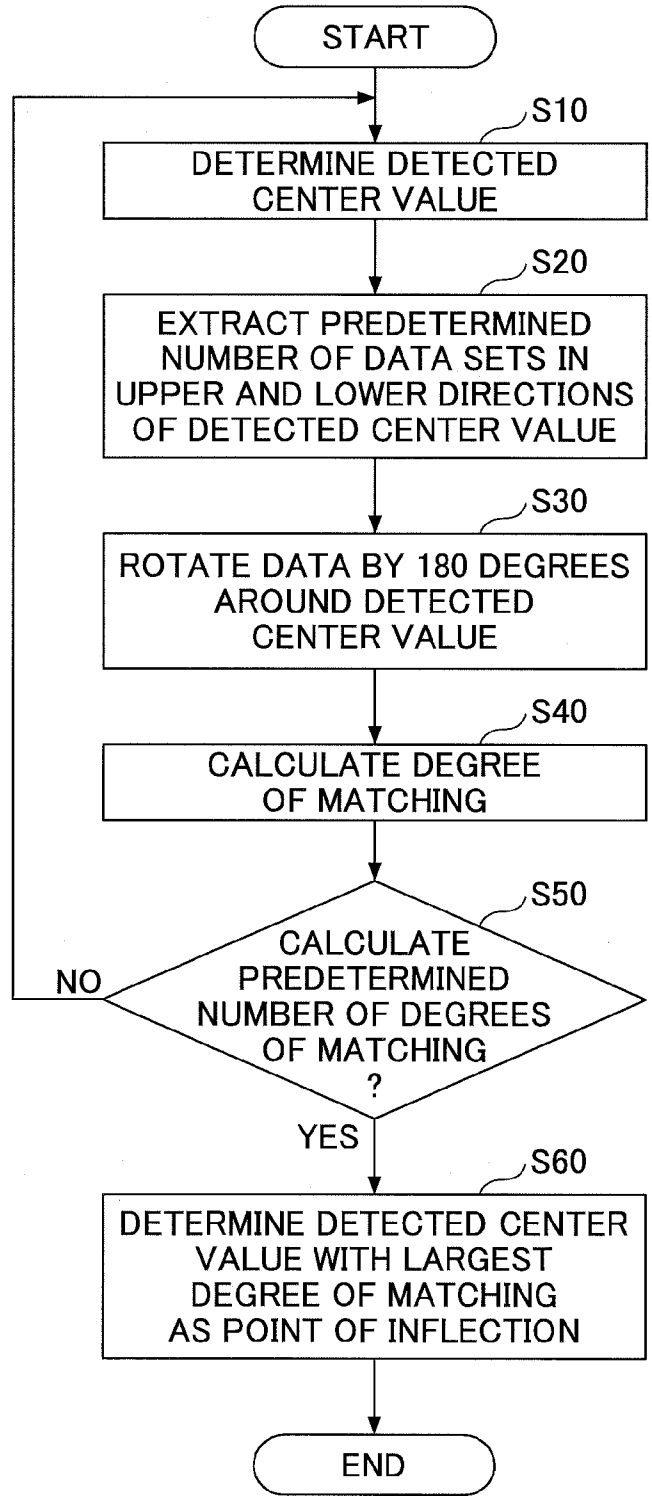 START
S10
DETERMINE DETECTED
CENTER VALUE
S20
EXTRACT PREDETERMINED
NUMBER OF DATA SETS IN
UPPER AND LOWER DIRECTIONS
OF DETECTED CENTER VALUE
S30
ROTATE DATA BY 180 DEGREES
AROUND DETECTED
CENTER VALUE
S40
CALCULATE DEGREE
OF MATCHING
S50
CALCULATE
PREDETERMINED
NUMBER OF DEGREES
OF MATCHING
?
NO
YES
S60
DETERMINE DETECTED CENTER
VALUE WITH LARGEST
DEGREE OF MATCHING
AS POINT OF INFLECTION
END